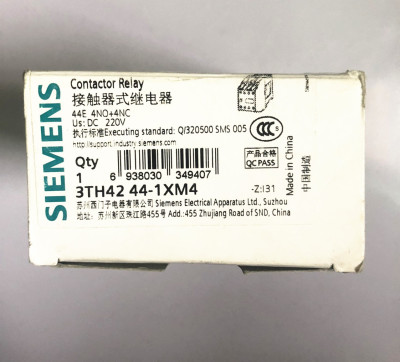 SIEMENS
Contactor Relay
接触器式继电器
44E 4NO+4NC
Us: DC 220V
执行标准Executing standard: Q/320500 SMS 005
http://support.industry.siemens.com
CCC
产品合格
QC PASS
Made in China
中国制造
Qty
1
6 938030 349407
3TH42 44-1XM4
-Z:I31
苏州西门子电器有限公司 Siemens Electrical Apparatus Ltd., Suzhou
地址：苏州新区珠江路455号 Add: 455 Zhujiang Road of SND, China